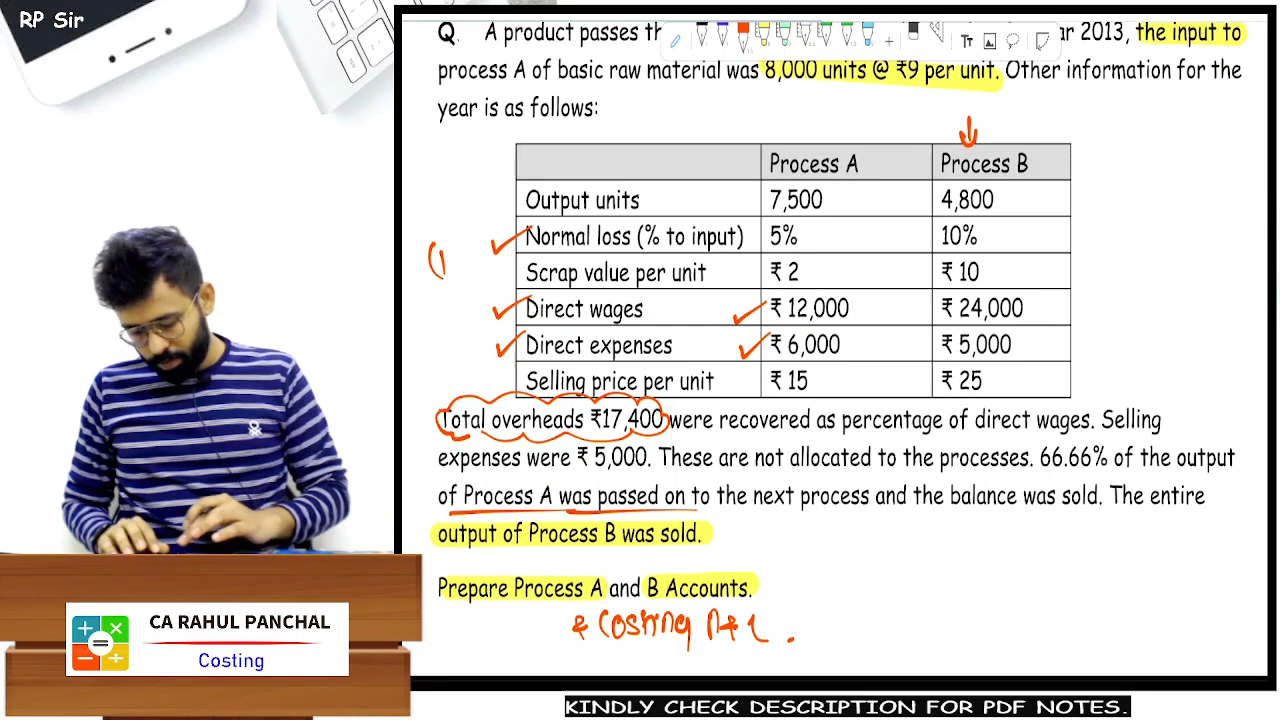 RP Sir
Q. A product passes th ar 2013, the input to
process A of basic raw material was 8,000 units @ ₹9 per unit. Other information for the
year is as follows:
Process A Process B
Output units 7,500 4,800
Normal loss (% to input) 5% 10%
Scrap value per unit ₹ 2 ₹ 10
Direct wages ₹ 12,000 ₹ 24,000
Direct expenses ₹ 6,000 ₹ 5,000
Selling price per unit ₹ 15 ₹ 25
Total overheads ₹17,400 were recovered as percentage of direct wages. Selling
expenses were ₹ 5,000. These are not allocated to the processes. 66.66% of the output
of Process A was passed on to the next process and the balance was sold. The entire
output of Process B was sold.
Prepare Process A and B Accounts.
& Costing P & L.
CA RAHUL PANCHAL
Costing
KINDLY CHECK DESCRIPTION FOR PDF NOTES.